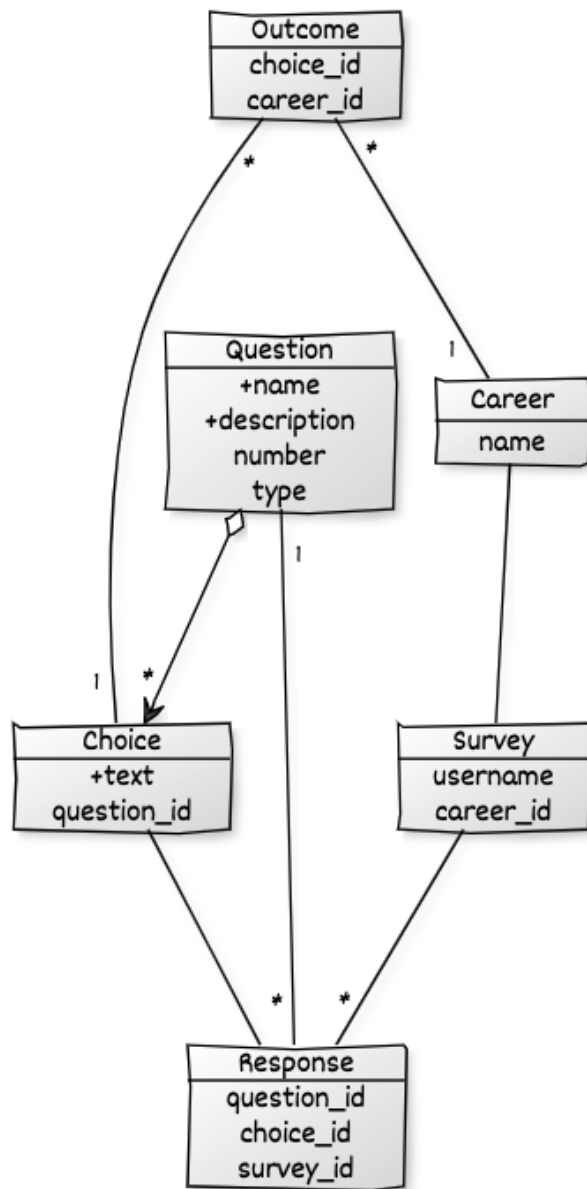 Outcome
choice_id
career_id
*
*
Question
+name
+description
number
type
1
Career
name
1
1
*
Choice
+text
question_id
Survey
username
career_id
*
*
Response
question_id
choice_id
survey_id